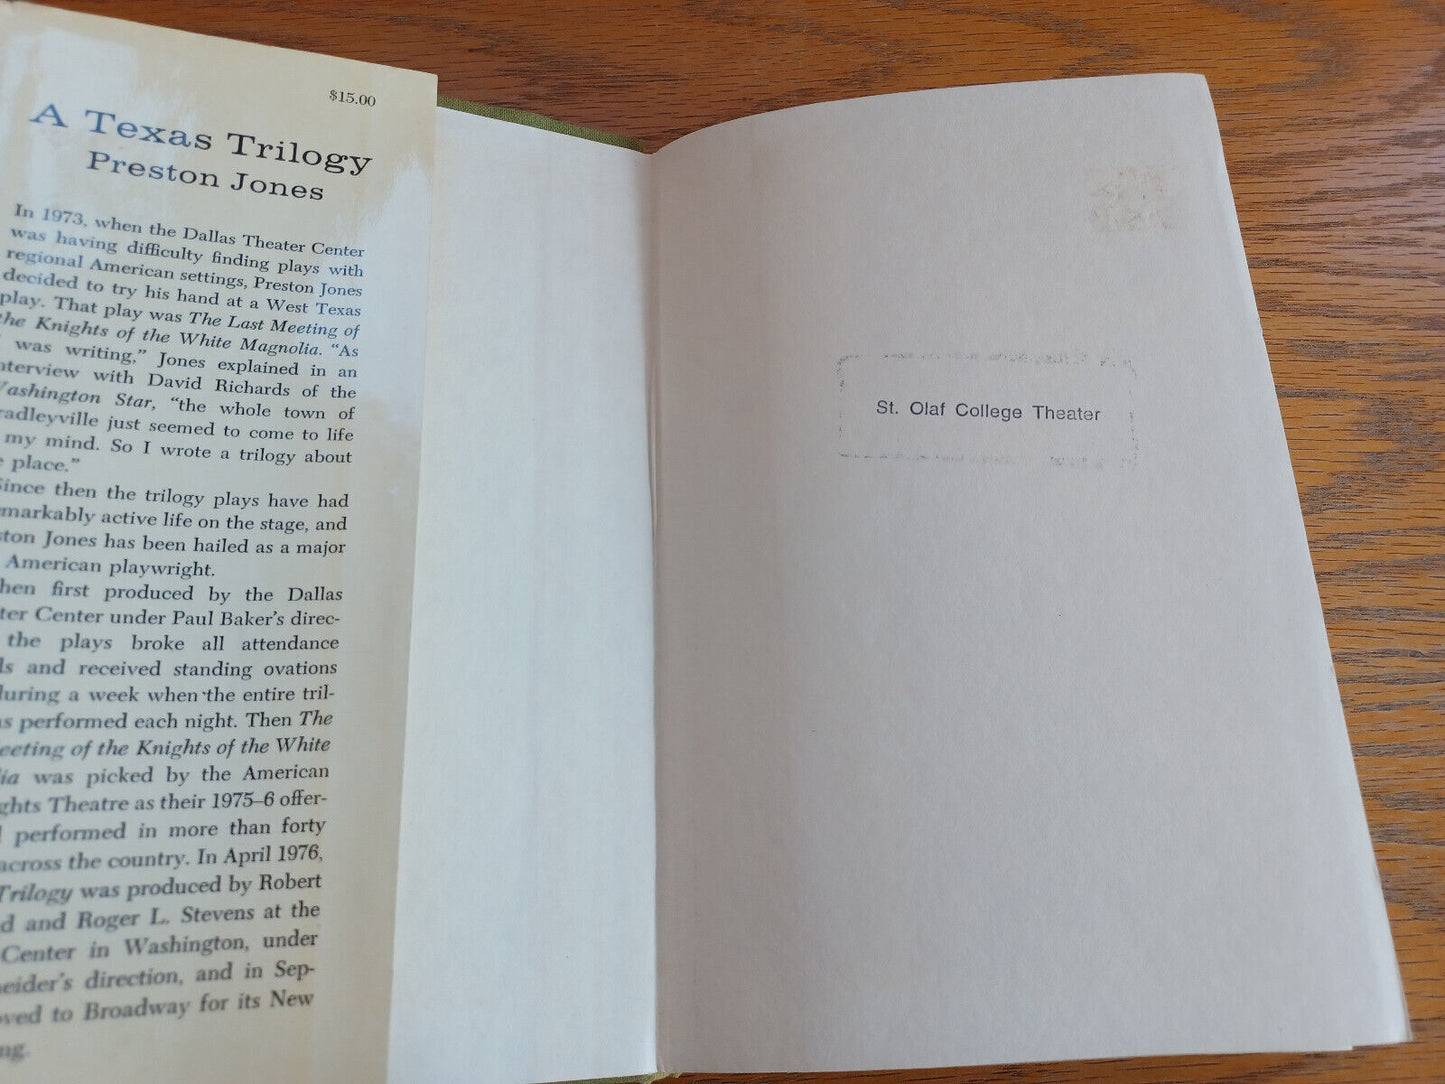 $15.00
A Texas Trilogy
Preston Jones
In 1973, when the Dallas Theater Center
was having difficulty finding plays with
regional American settings, Preston Jones
decided to try his hand at a West Texas
play. That play was The Last Meeting of
the Knights of the White Magnolia. “As
was writing,” Jones explained in an
nterview with David Richards of the
Washington Star, “the whole town of
radleyville just seemed to come to life
my mind. So I wrote a trilogy about
e place.”
Since then the trilogy plays have had
markably active life on the stage, and
ston Jones has been hailed as a major
American playwright.
hen first produced by the Dallas
ter Center under Paul Baker’s direc-
the plays broke all attendance
ds and received standing ovations
during a week when the entire tril-
as performed each night. Then The
eeting of the Knights of the White
lia was picked by the American
ghts Theatre as their 1975–6 offer-
d performed in more than forty
across the country. In April 1976,
Trilogy was produced by Robert
d and Roger L. Stevens at the
Center in Washington, under
neider’s direction, and in Sep-
oved to Broadway for its New
ng.
St. Olaf College Theater